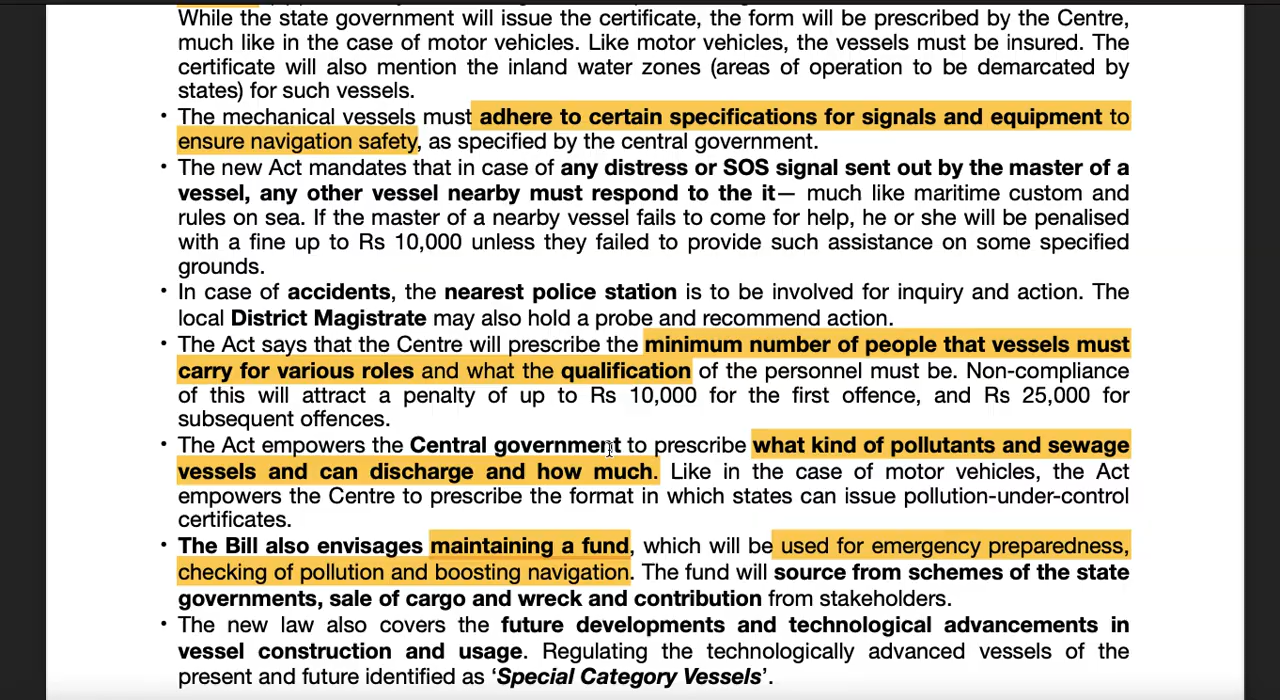 While the state government will issue the certificate, the form will be prescribed by the Centre,
much like in the case of motor vehicles. Like motor vehicles, the vessels must be insured. The
certificate will also mention the inland water zones (areas of operation to be demarcated by
states) for such vessels.
• The mechanical vessels must adhere to certain specifications for signals and equipment to
ensure navigation safety, as specified by the central government.
• The new Act mandates that in case of any distress or SOS signal sent out by the master of a
vessel, any other vessel nearby must respond to the it— much like maritime custom and
rules on sea. If the master of a nearby vessel fails to come for help, he or she will be penalised
with a fine up to Rs 10,000 unless they failed to provide such assistance on some specified
grounds.
• In case of accidents, the nearest police station is to be involved for inquiry and action. The
local District Magistrate may also hold a probe and recommend action.
• The Act says that the Centre will prescribe the minimum number of people that vessels must
carry for various roles and what the qualification of the personnel must be. Non-compliance
of this will attract a penalty of up to Rs 10,000 for the first offence, and Rs 25,000 for
subsequent offences.
• The Act empowers the Central government to prescribe what kind of pollutants and sewage
vessels and can discharge and how much. Like in the case of motor vehicles, the Act
empowers the Centre to prescribe the format in which states can issue pollution-under-control
certificates.
• The Bill also envisages maintaining a fund, which will be used for emergency preparedness,
checking of pollution and boosting navigation. The fund will source from schemes of the state
governments, sale of cargo and wreck and contribution from stakeholders.
• The new law also covers the future developments and technological advancements in
vessel construction and usage. Regulating the technologically advanced vessels of the
present and future identified as ‘Special Category Vessels’.